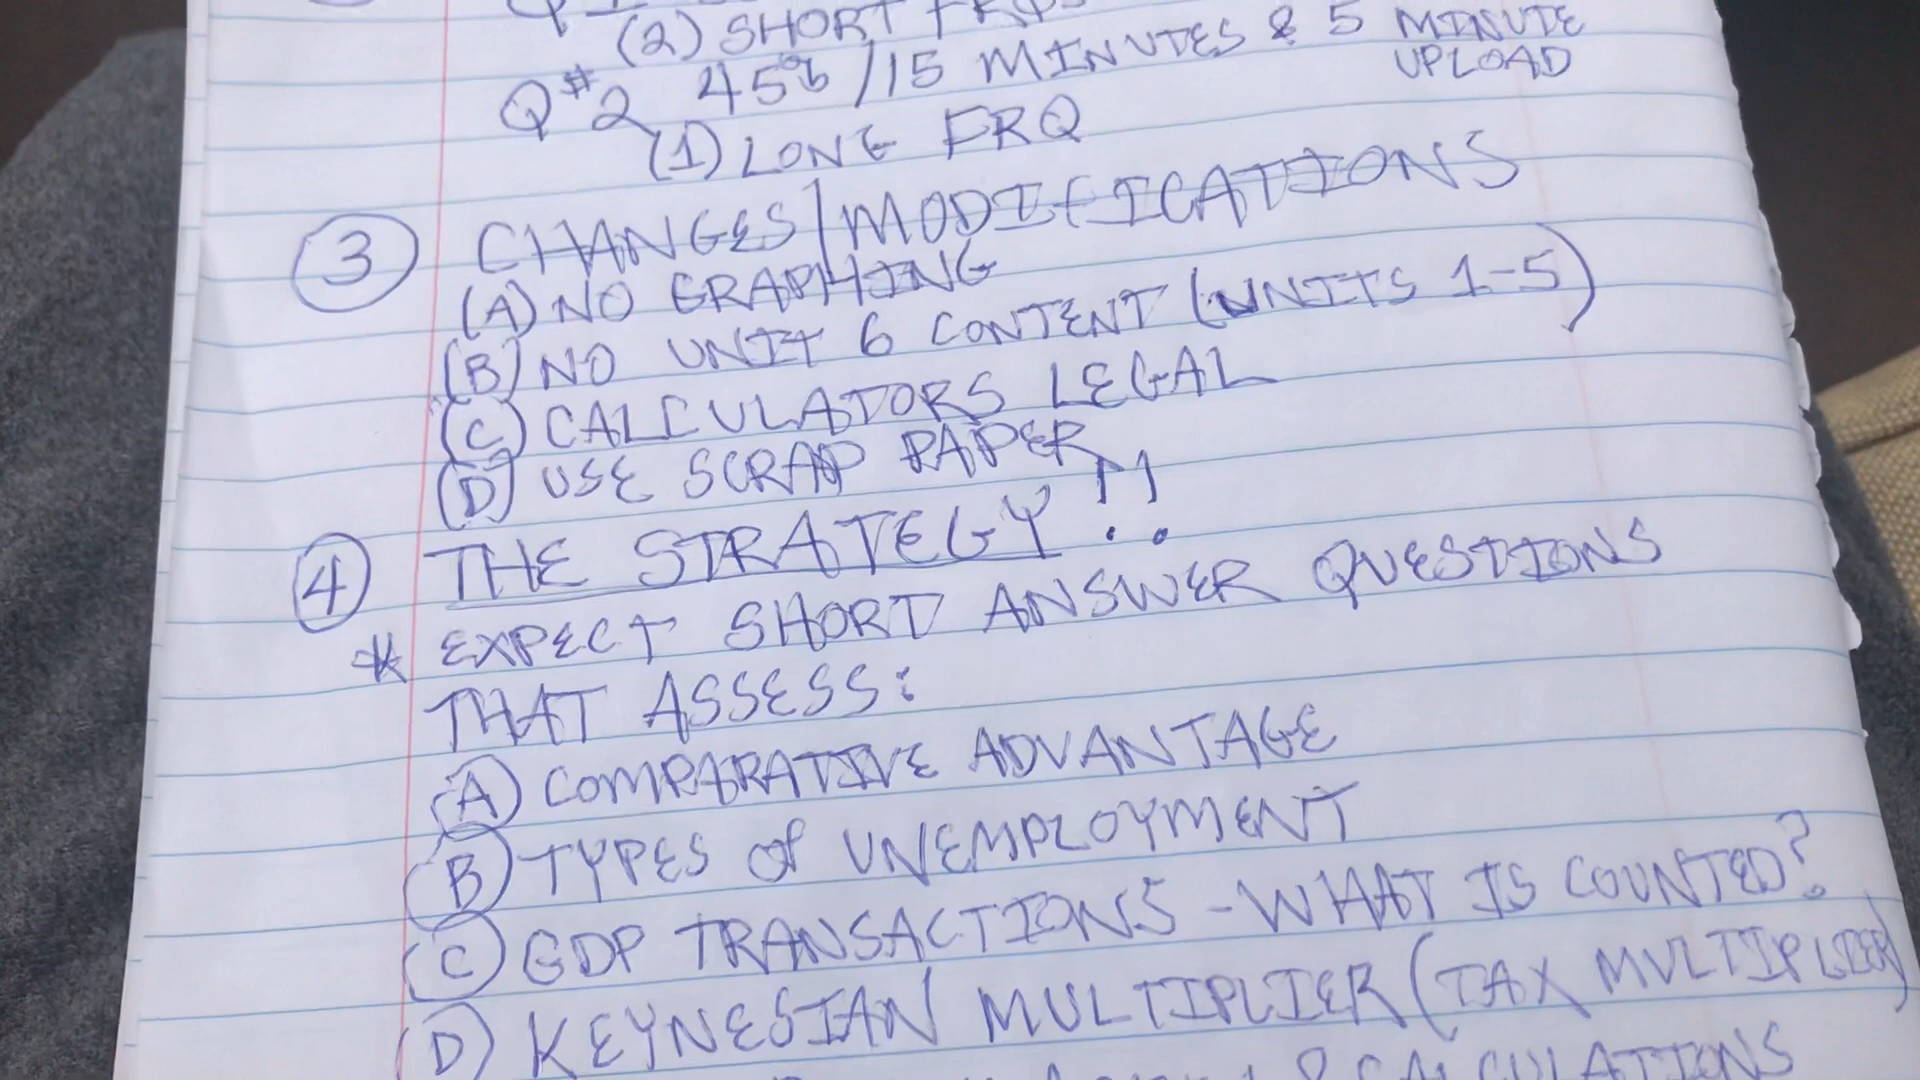 (2) SHORT FRQS
Q#2 45% / 15 MINUTES & 5 MINUTE
UPLOAD
(1) LONG FRQ
3 CHANGES/MODIFICATIONS
(A) NO GRAPHING
(B) NO UNIT 6 CONTENT (UNITS 1-5)
(C) CALCULATORS LEGAL
(D) USE SCRAP PAPER
4 THE STRATEGY!!
* EXPECT SHORT ANSWER QUESTIONS
THAT ASSESS:
(A) COMPARATIVE ADVANTAGE
(B) TYPES OF UNEMPLOYMENT
(C) GDP TRANSACTIONS - WHAT IS COUNTED?
(D) KEYNESIAN MULTIPLIER (TAX MULTIPLIER)
& CALCULATIONS